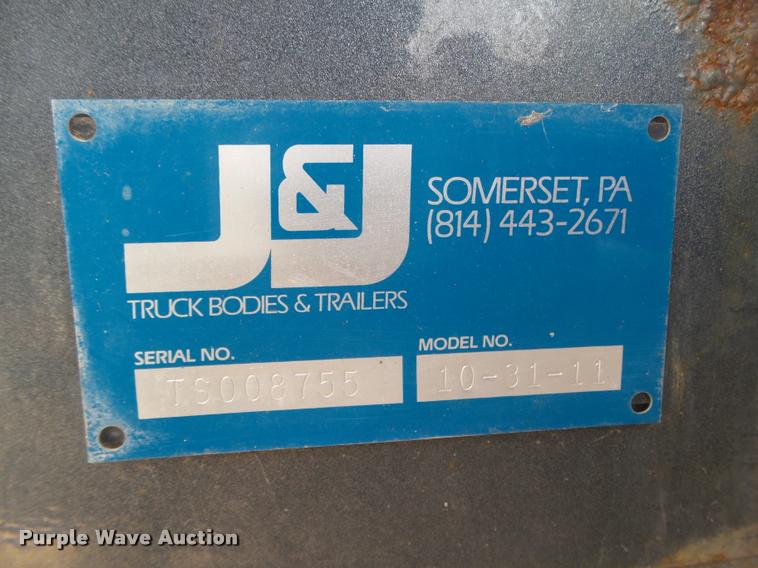 J&J
SOMERSET, PA
(814) 443-2671
TRUCK BODIES & TRAILERS
SERIAL NO.
TS008755
MODEL NO.
10-31-11
Purple Wave Auction